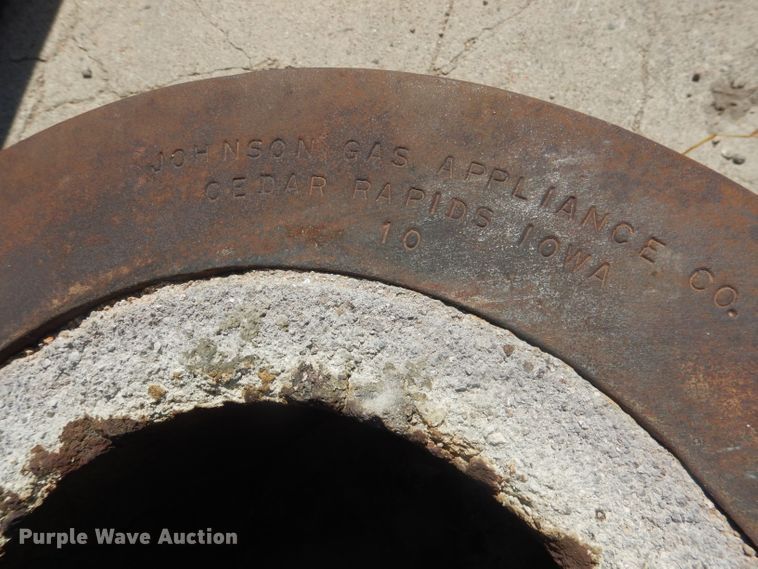 JOHNSON GAS APPLIANCE CO.
CEDAR RAPIDS IOWA
10
Purple Wave Auction